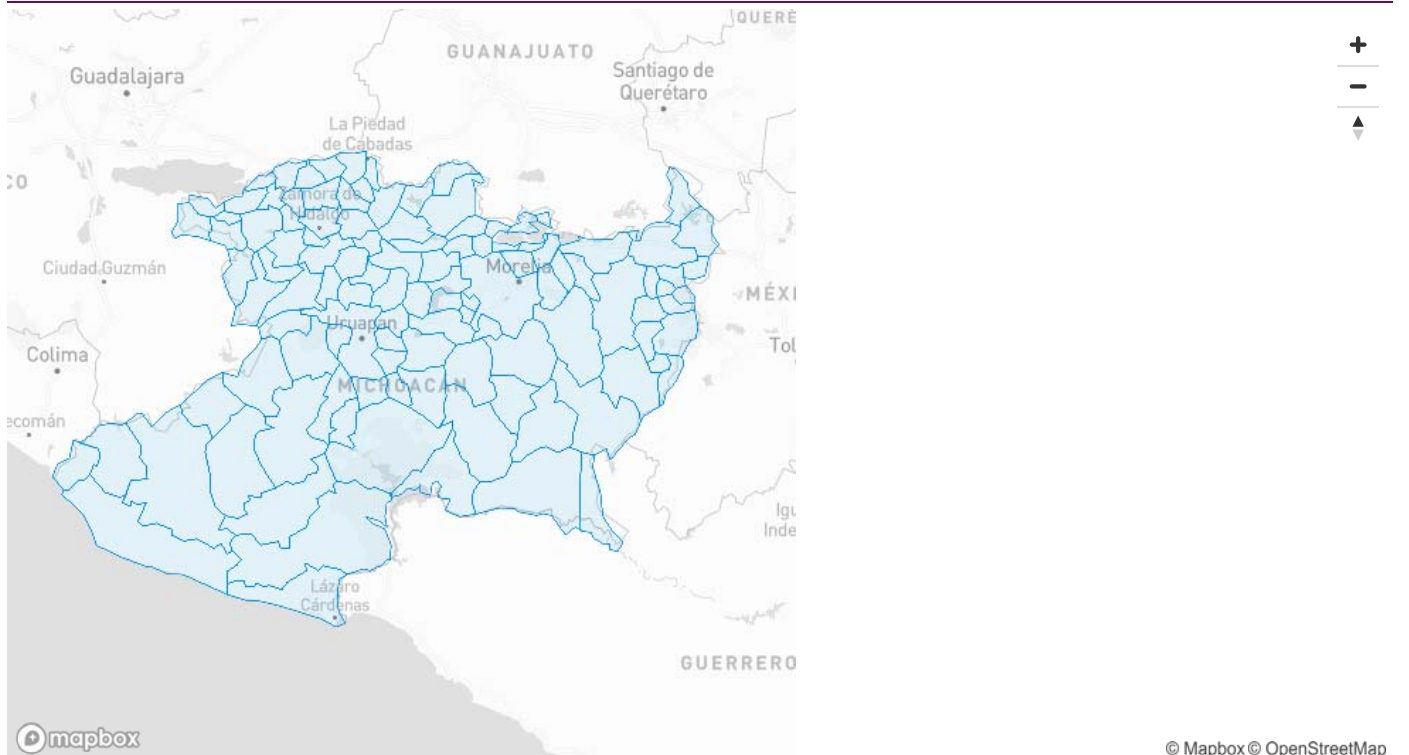 QUERÉ
GUANAJUATO
Guadalajara
Santiago de
Querétaro
La Piedad
de Cabadas
CO
Zamora de
Hidalgo
Ciudad Guzmán
Morelia
MÉXI
Uruapan
Tol
Colima
MICHOACÁN
ecomán
Igu
Inde
Lázaro
Cárdenas
GUERRERO
mapbox
© Mapbox © OpenStreetMap